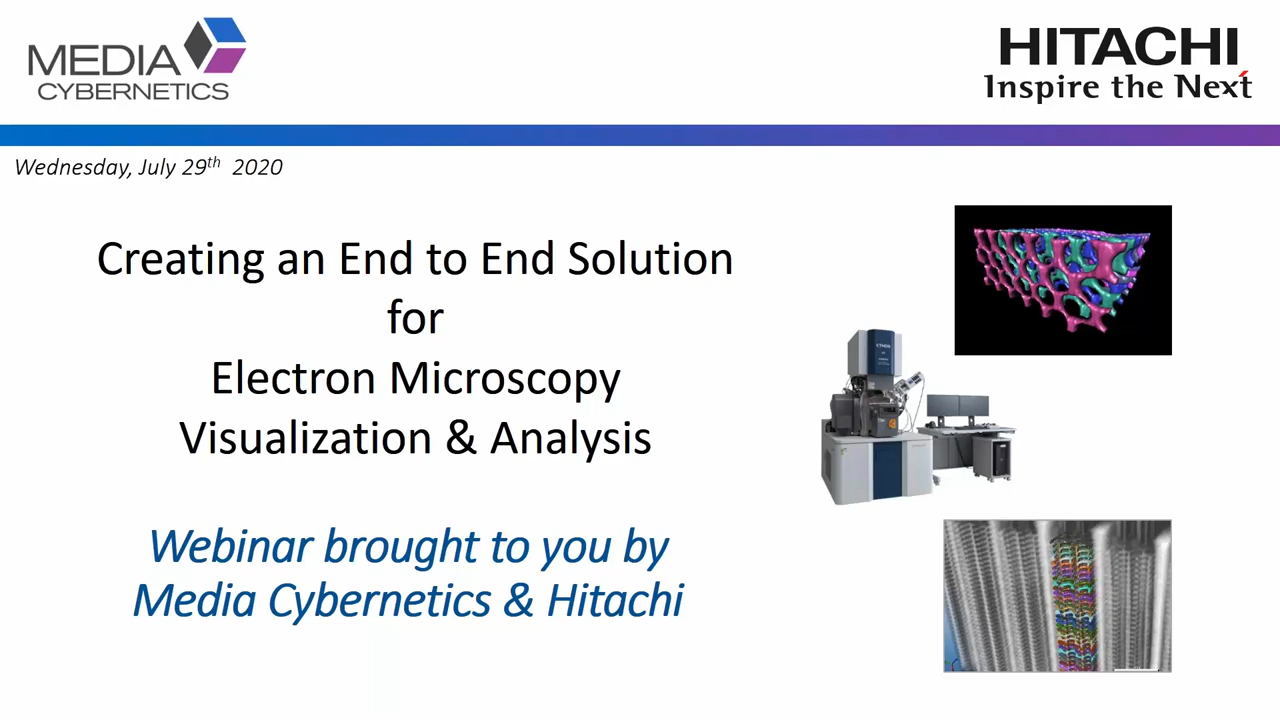 MEDIA
CYBERNETICS
HITACHI
Inspire the Next
Wednesday, July 29th 2020
Creating an End to End Solution
for
Electron Microscopy
Visualization & Analysis
Webinar brought to you by
Media Cybernetics & Hitachi